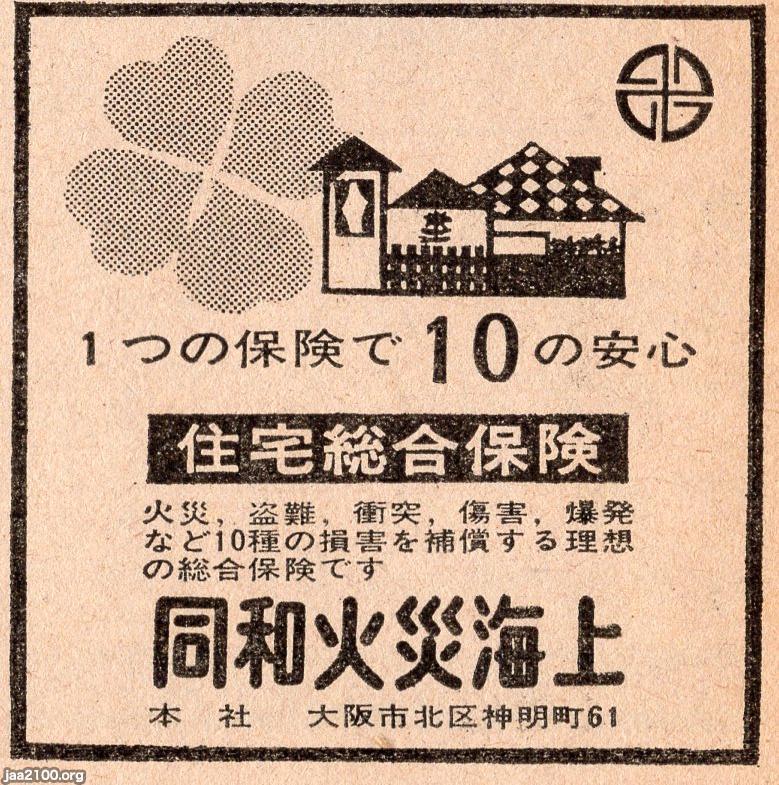 1つの保険で10の安心
住宅総合保険
火災，盗難，衝突，傷害，爆発
など10種の損害を補償する理想
の総合保険です
同和火災海上
本 社 大阪市北区神明町61
jaa2100.org